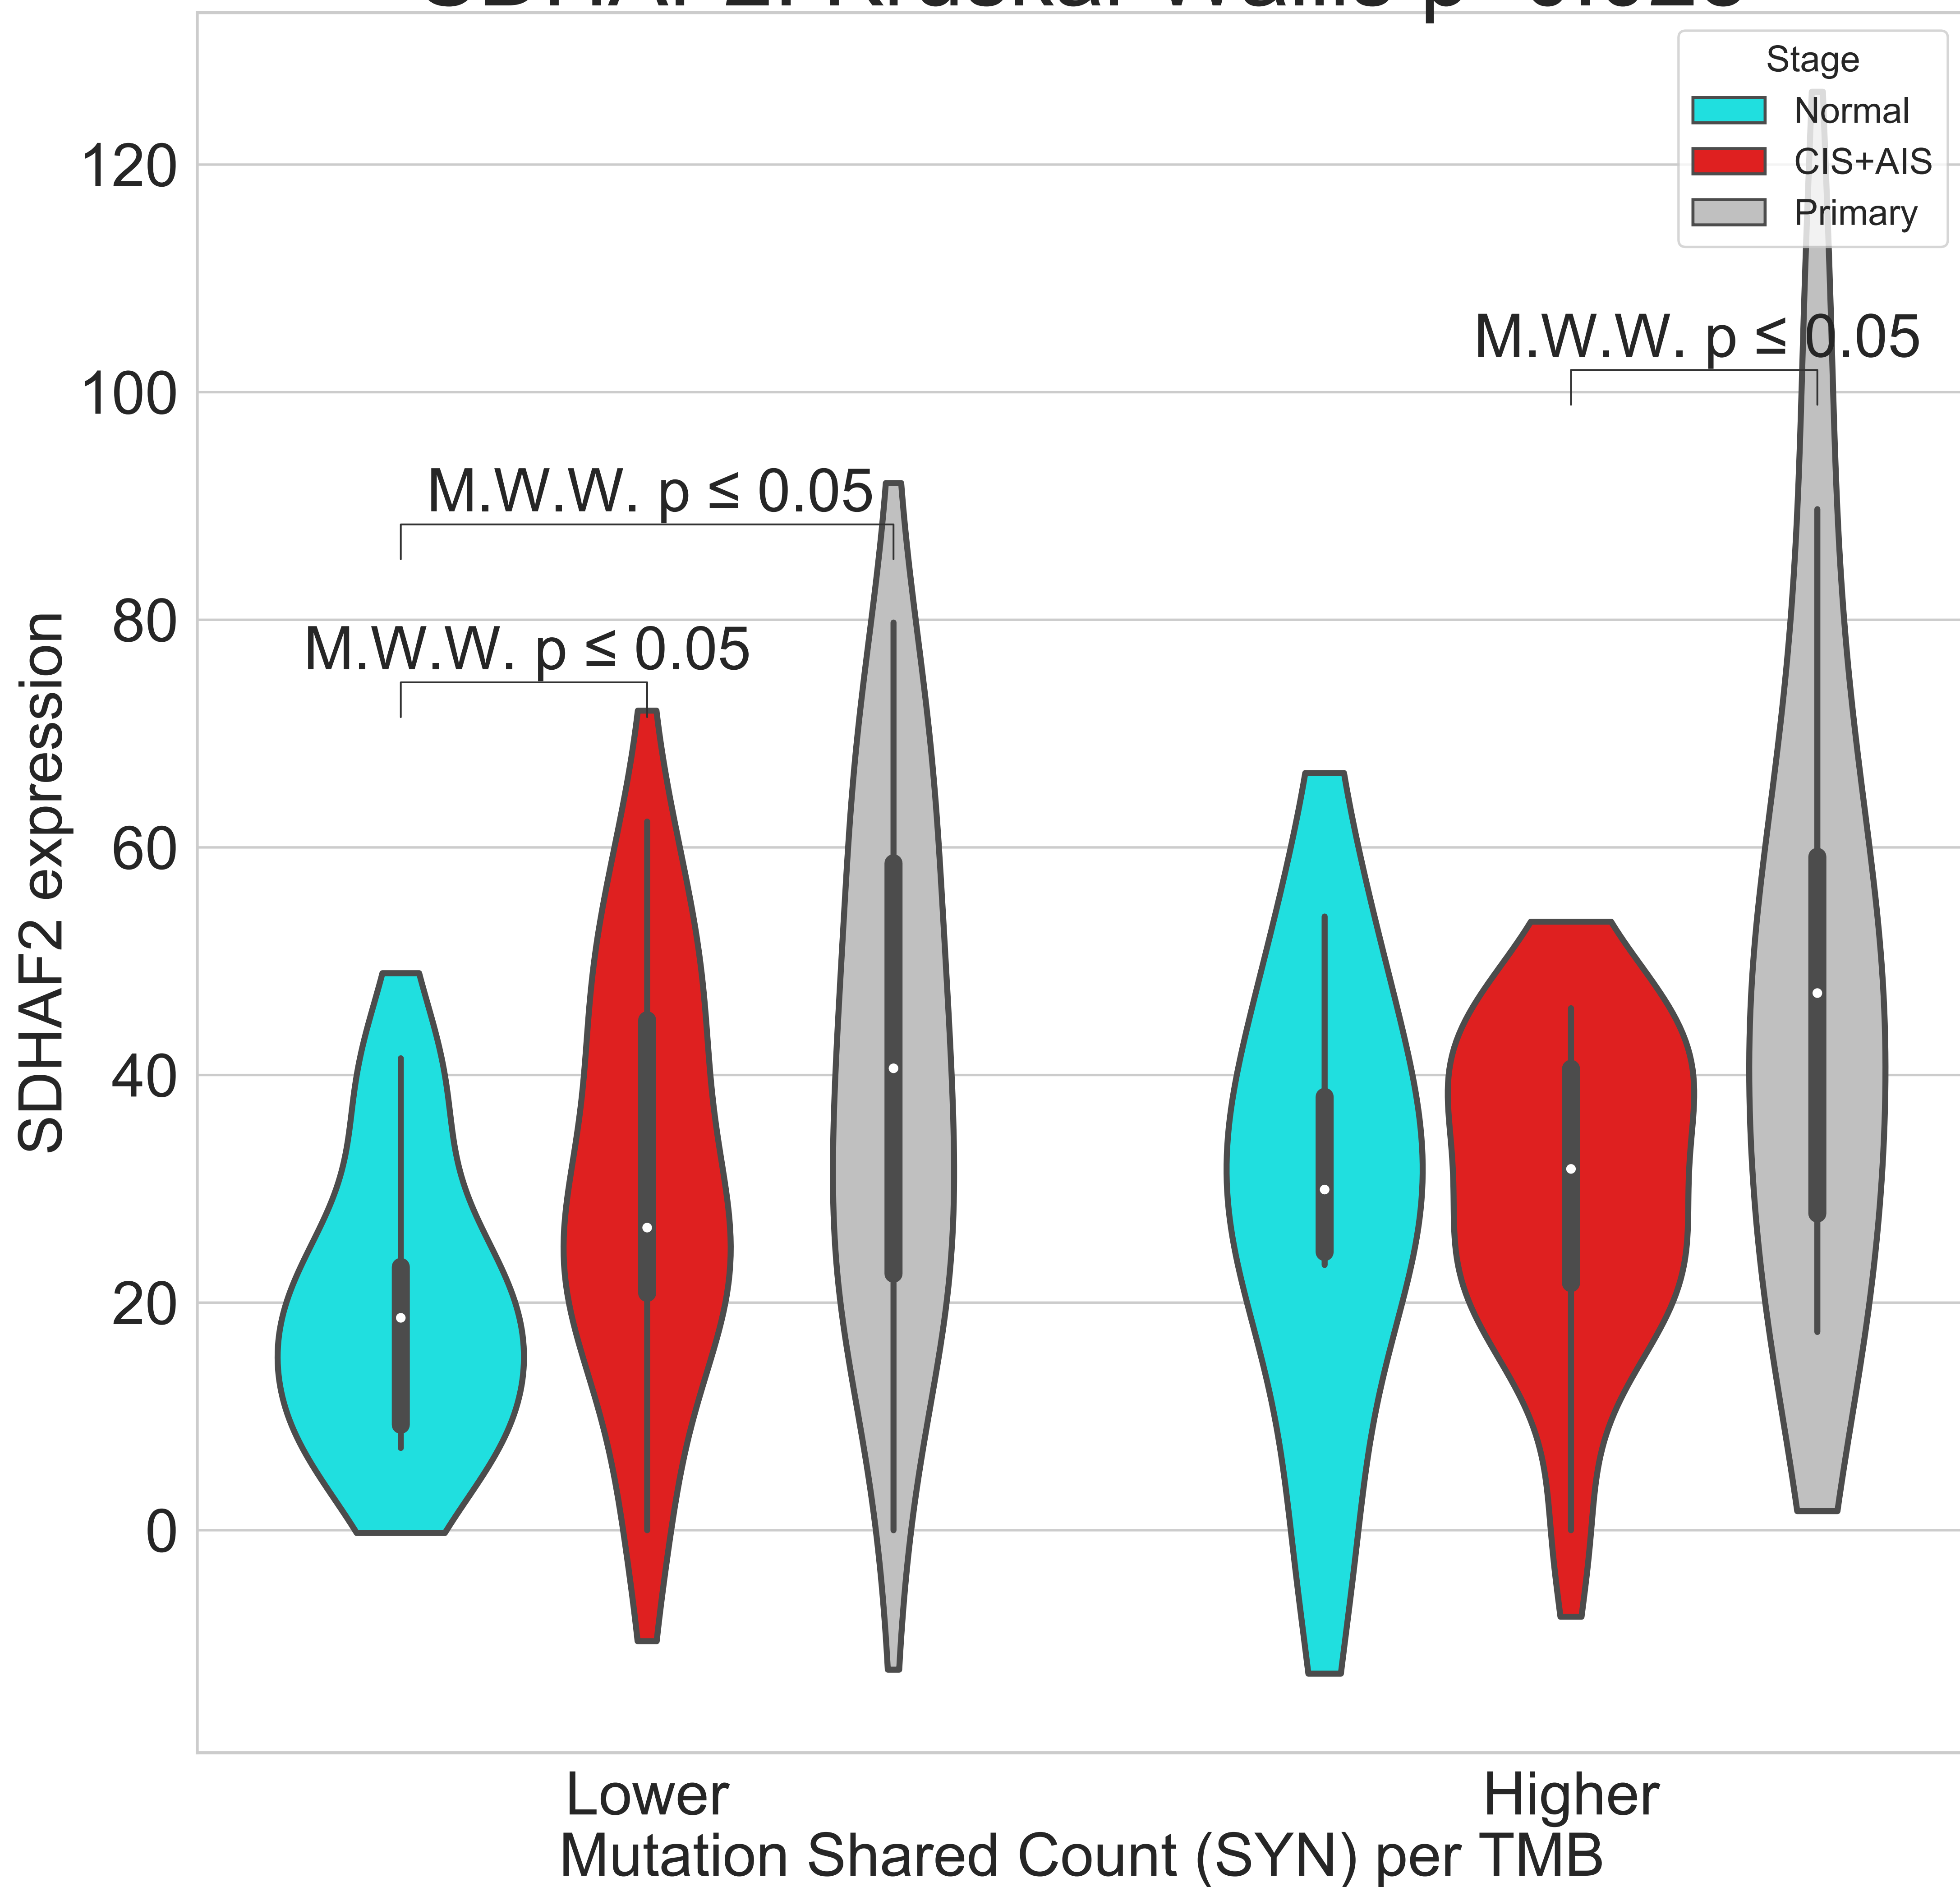 Stage
Normal
CIS+AIS
Primary
120
100
80
60
40
20
0
SDHAF2 expression
M.W.W. p ≤ 0.05
M.W.W. p ≤ 0.05
M.W.W. p ≤ 0.05
Lower
Higher
Mutation Shared Count (SYN) per TMB